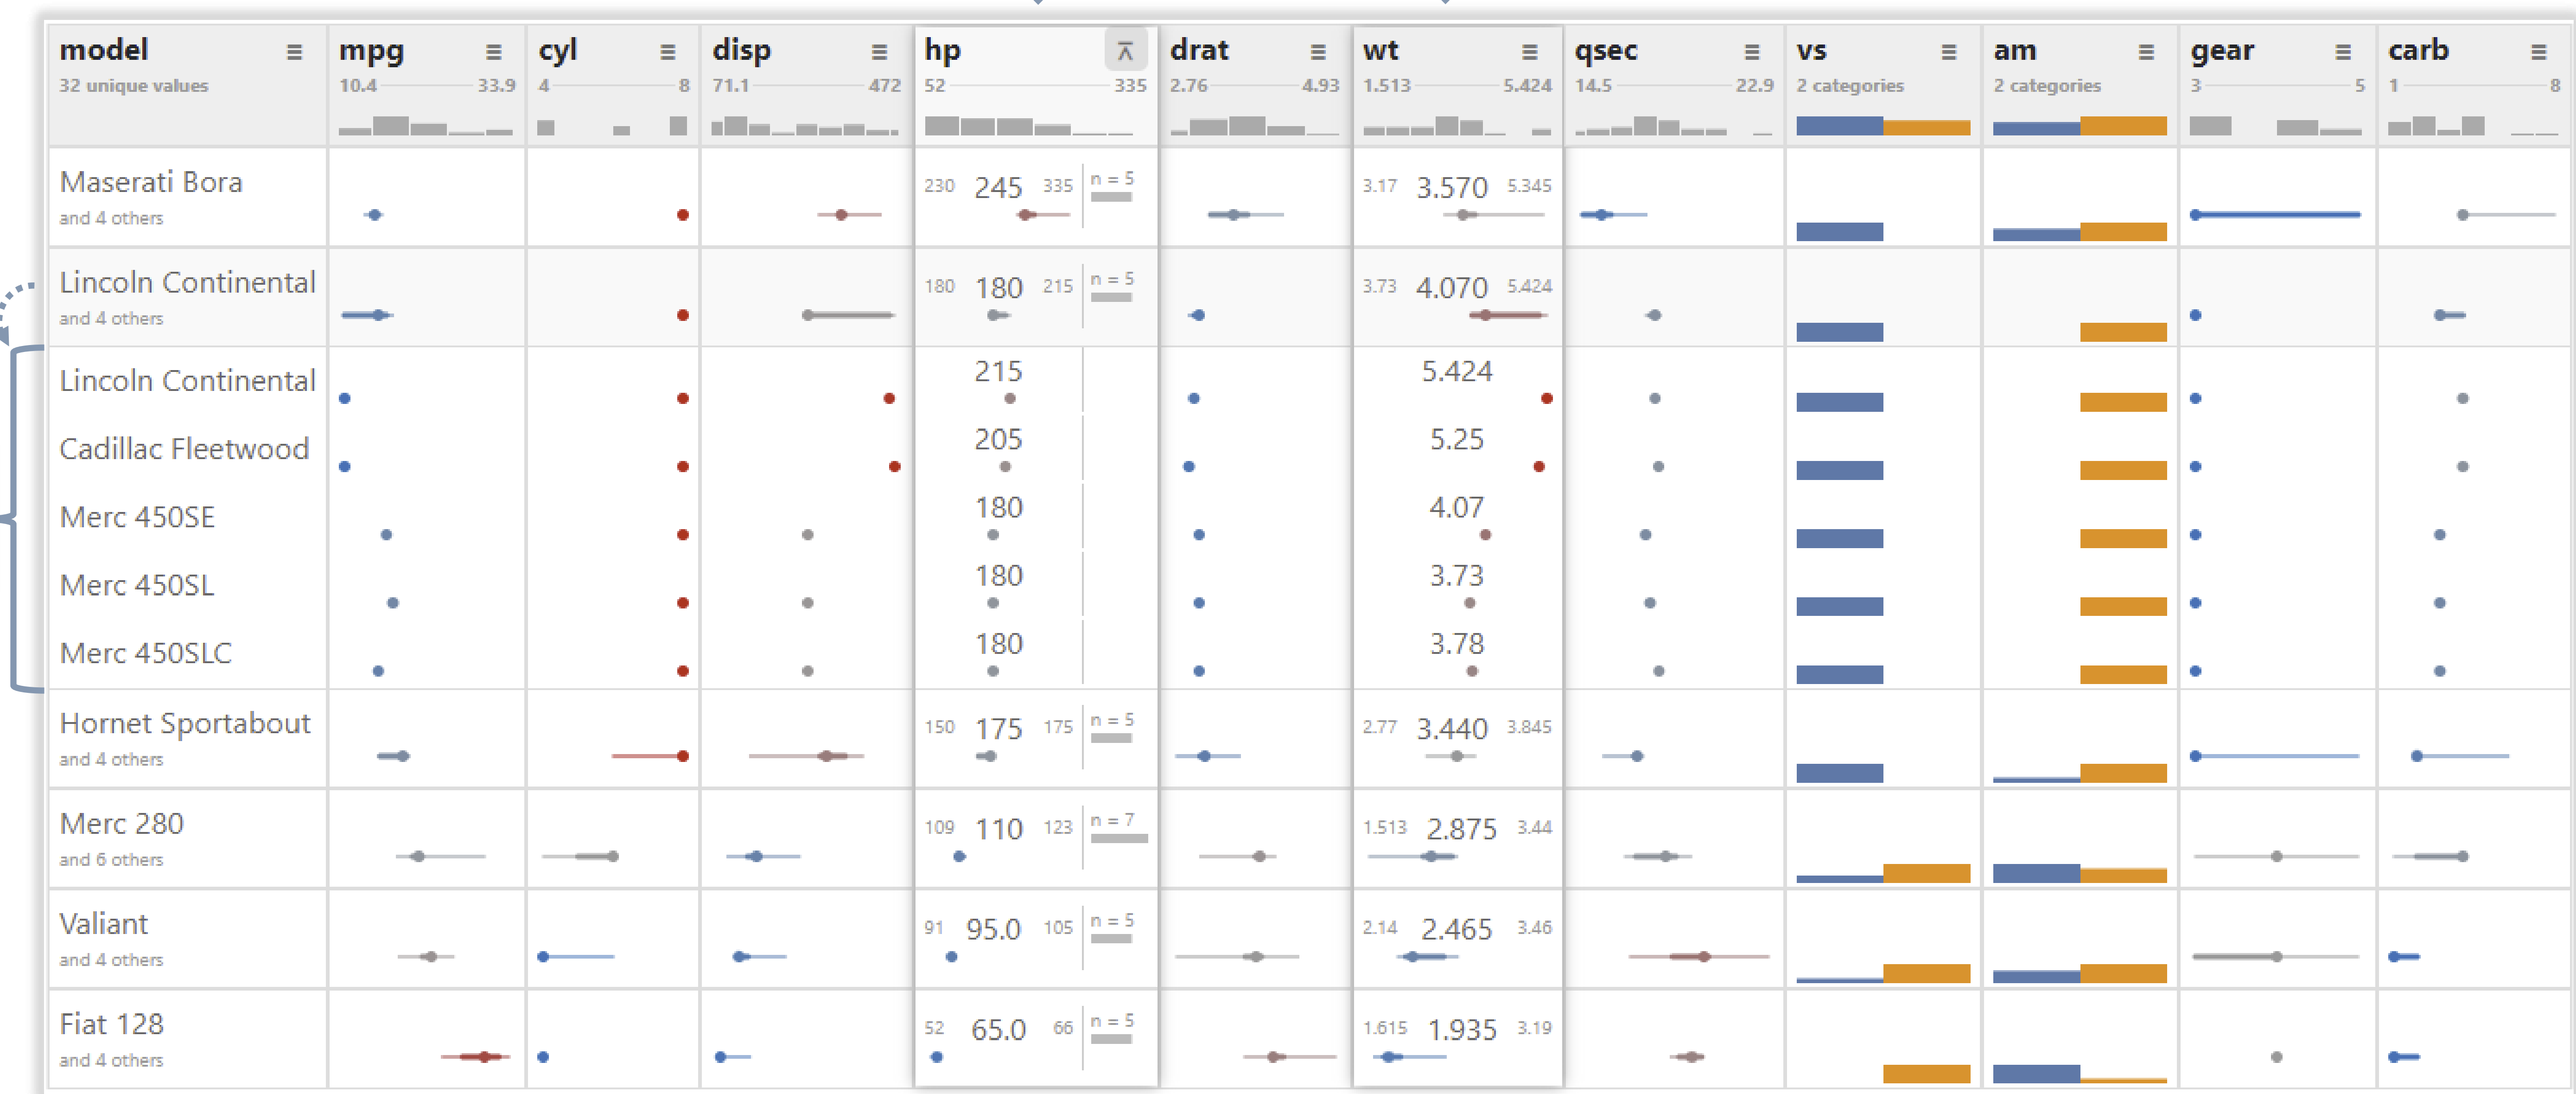 model mpg cyl disp hp drat wt qsec vs am gear carb
32 unique values 10.4 33.9 4 8 71.1 472 52 335 2.76 4.93 1.513 5.424 14.5 22.9 2 categories 2 categories 3 5 1 8
Maserati Bora 230 245 335 n = 5 3.17 3.570 5.345
and 4 others
Lincoln Continental 180 180 215 n = 5 3.73 4.070 5.424
and 4 others
Lincoln Continental 215 5.424
Cadillac Fleetwood 205 5.25
Merc 450SE 180 4.07
Merc 450SL 180 3.73
Merc 450SLC 180 3.78
Hornet Sportabout 150 175 175 n = 5 2.77 3.440 3.845
and 4 others
Merc 280 109 110 123 n = 7 1.513 2.875 3.44
and 6 others
Valiant 91 95.0 105 n = 5 2.14 2.465 3.46
and 4 others
Fiat 128 52 65.0 66 n = 5 1.615 1.935 3.19
and 4 others